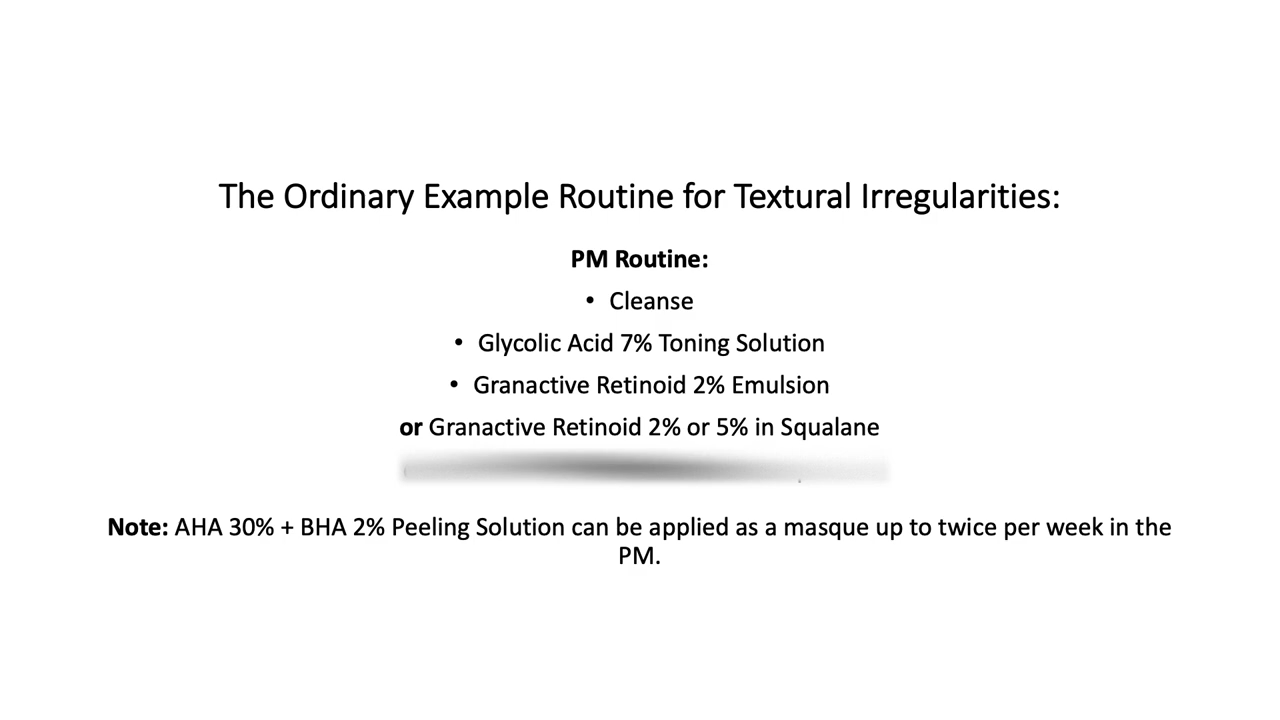 The Ordinary Example Routine for Textural Irregularities:
PM Routine:
• Cleanse
• Glycolic Acid 7% Toning Solution
• Granactive Retinoid 2% Emulsion
or Granactive Retinoid 2% or 5% in Squalane
Note: AHA 30% + BHA 2% Peeling Solution can be applied as a masque up to twice per week in the
PM.